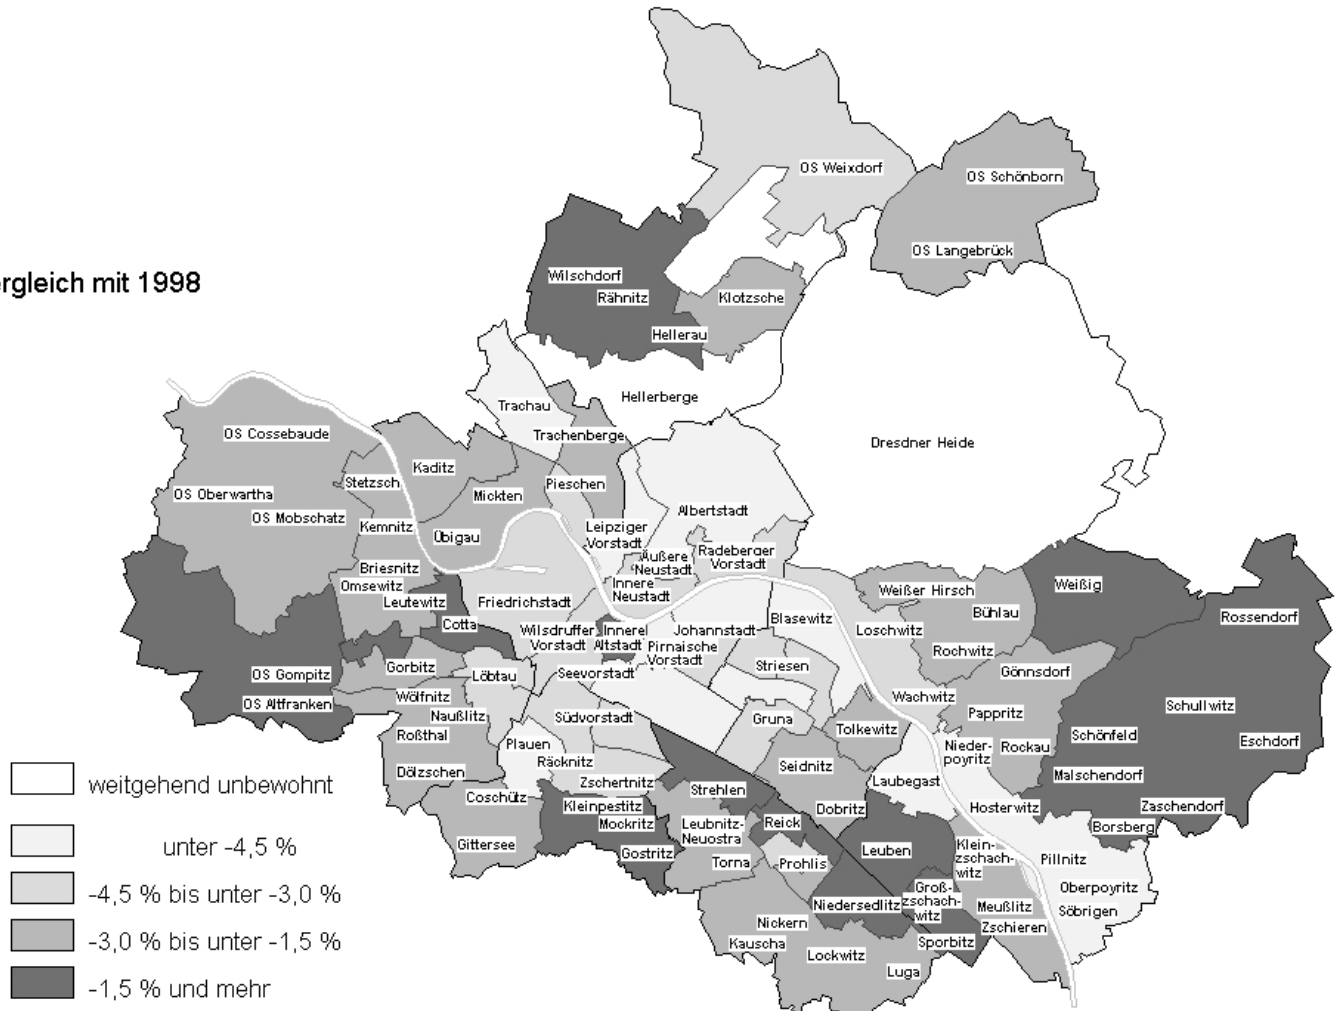 OS Weixdorf
OS Schönborn
OS Langebrück
ergleich mit 1998
Wilschdorf
Rähnitz
Klotzsche
Hellerau
Hellerberge
Trachau
Trachenberge
OS Cossebaude
Dresdner Heide
Kaditz
Stetzsch
Pieschen
Mickten
OS Oberwartha
Albertstadt
OS Mobschatz
Kemnitz
Übigau
Leipziger
Vorstadt
Äußere
Neustadt
Radeberger
Vorstadt
Briesnitz
Omsewitz
Leutewitz
Innere
Neustadt
Weißer Hirsch
Weißig
Bühlau
Friedrichstadt
Blasewitz
Rossendorf
Cotta
Wilsdruffer
Vorstadt
Innere
Altstadt
Johannstadt
Loschwitz
Pirnaische
Vorstadt
Rochwitz
Gorbitz
Striesen
Gönnsdorf
OS Gompitz
Löbtau
Seevorstadt
Wölfnitz
Wachwitz
OS Altfranken
Schullwitz
Naußlitz
Südvorstadt
Gruna
Pappritz
Tolkewitz
Roßthal
Schönfeld
Eschdorf
Plauen
Nieder-
poyritz
Rockau
Räcknitz
Seidnitz
Dölzschen
Malschendorf
weitgehend unbewohnt
Zschertnitz
Laubegast
Strehlen
Coschütz
Kleinpestitz
Dobritz
Hosterwitz
Zaschendorf
Mockritz
Leubnitz-
Neuostra
Reick
Borsberg
unter -4,5 %
Gittersee
Gostritz
Leuben
Klein-
zschach-
witz
Pillnitz
Torna
Prohlis
-4,5 % bis unter -3,0 %
Groß-
zschach-
witz
Oberpoyritz
Niedersedlitz
Meußlitz
Söbrigen
Nickern
Zschieren
-3,0 % bis unter -1,5 %
Kauscha
Sporbitz
Lockwitz
Luga
-1,5 % und mehr